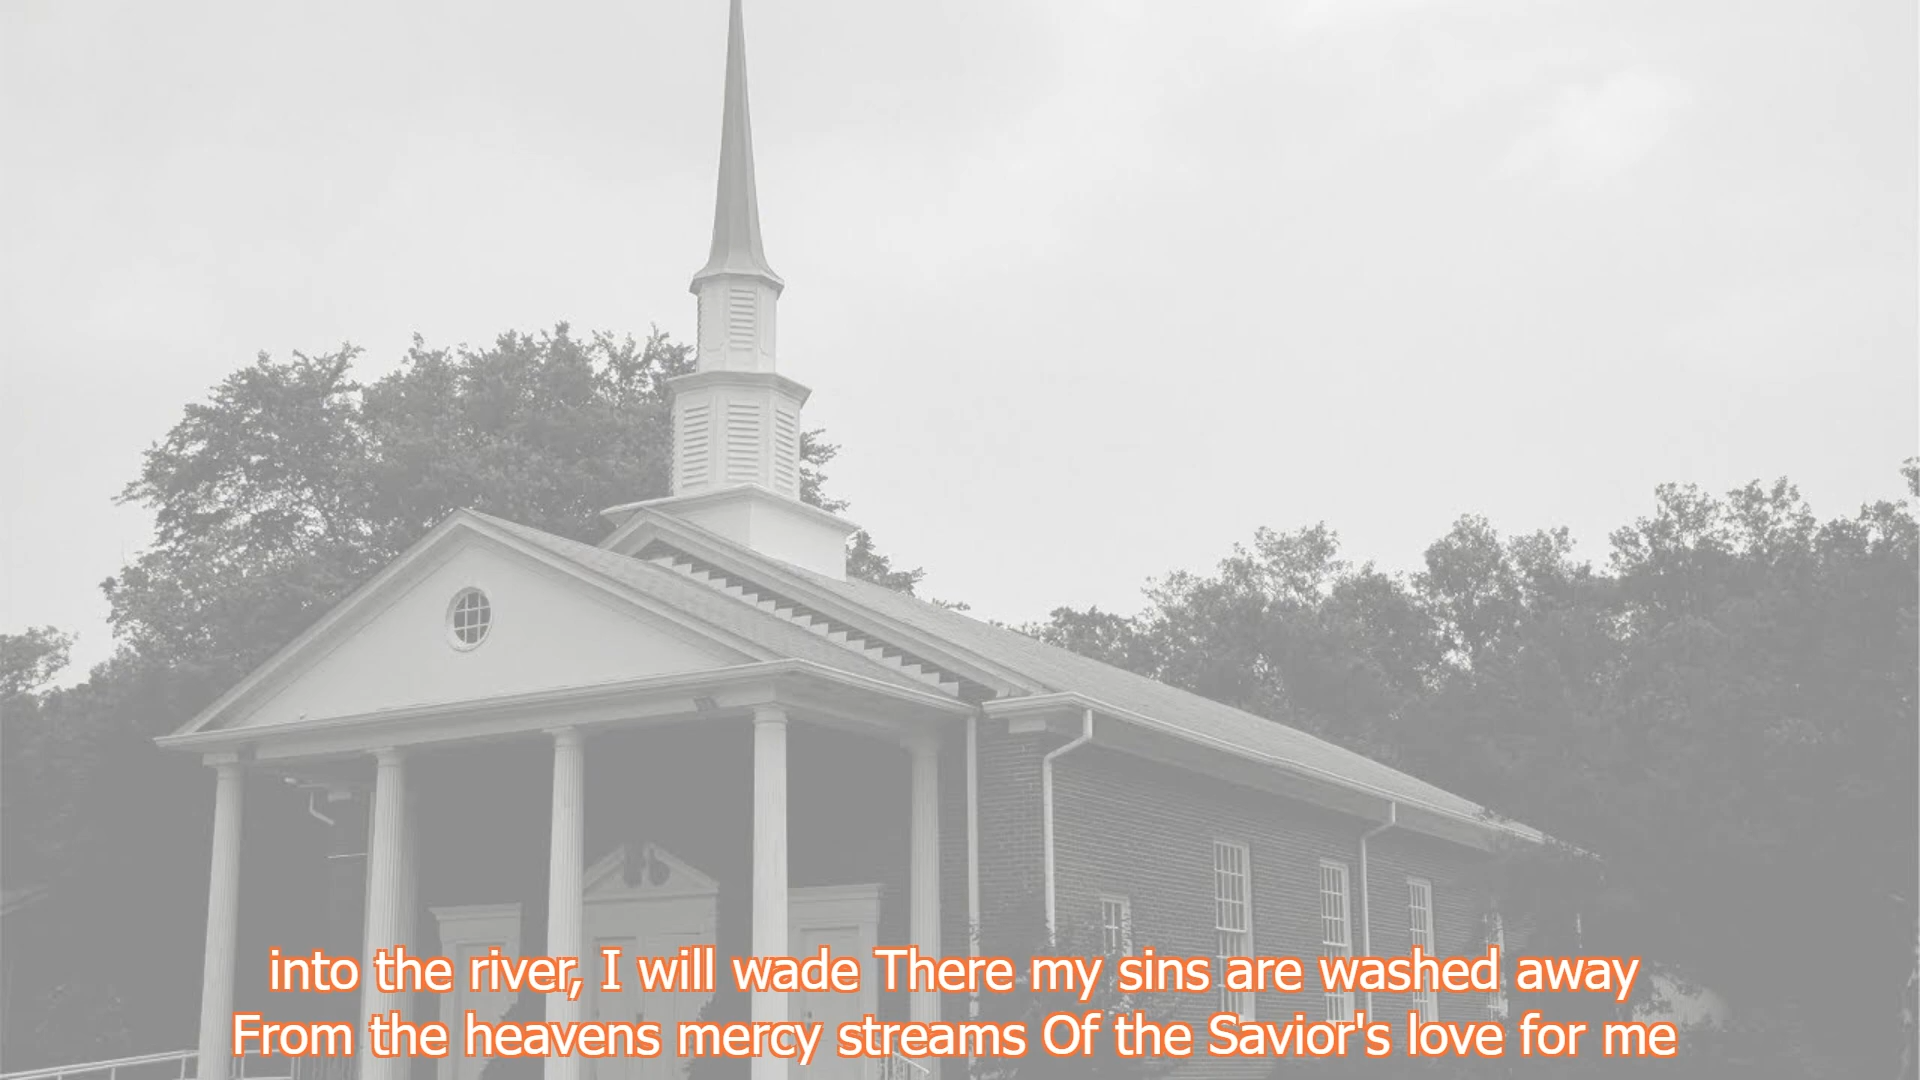 into the river, I will wade There my sins are washed away
From the heavens mercy streams Of the Savior's love for me